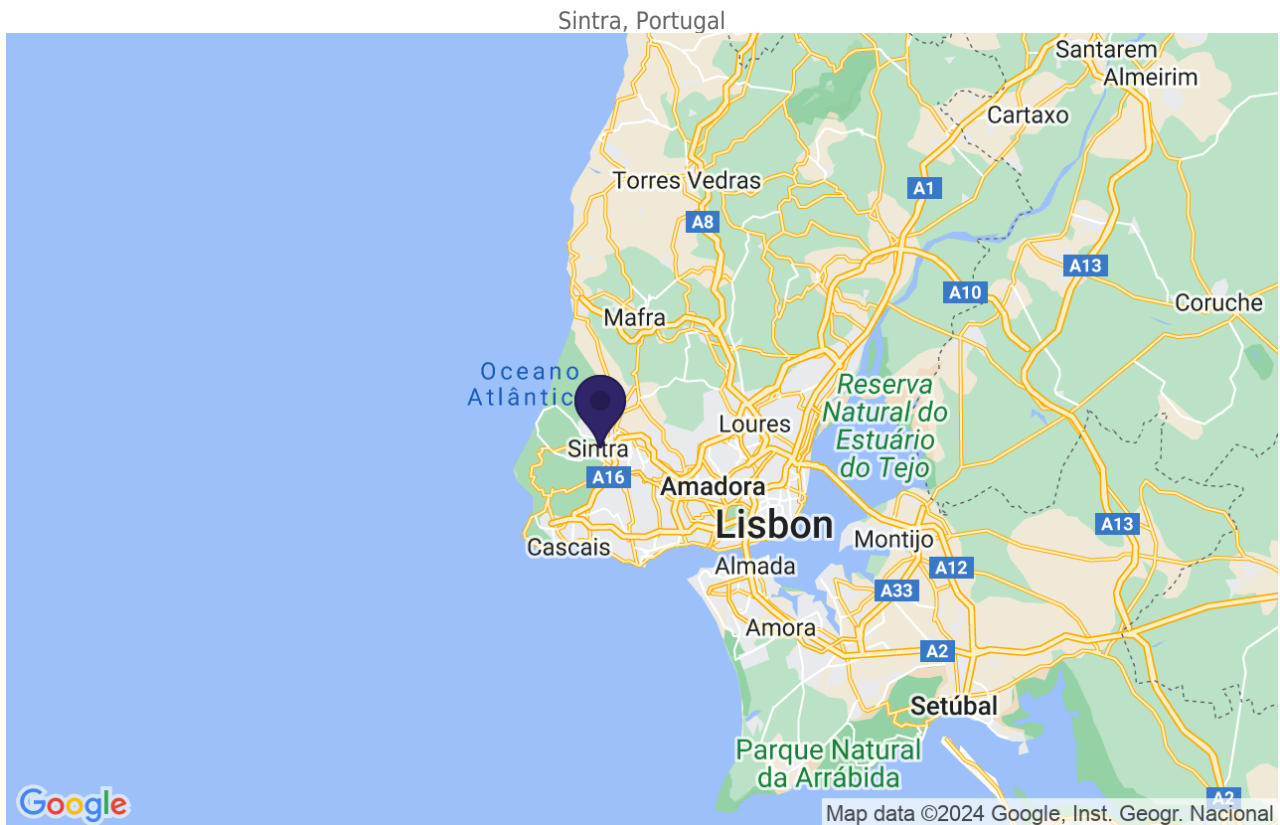 Sintra, Portugal
Santarem
Almeirim
Cartaxo
Torres Vedras
A1
A8
A13
A10
Coruche
Mafra
Oceano
Atlântic
Reserva
Natural do
Estuário
do Tejo
Loures
Sintra
A16
Amadora
Lisbon
A13
Montijo
Cascais
Almada
A12
A33
Amora
A2
Setúbal
Parque Natural
da Arrábida
A2
Google
Map data ©2024 Google, Inst. Geogr. Nacional